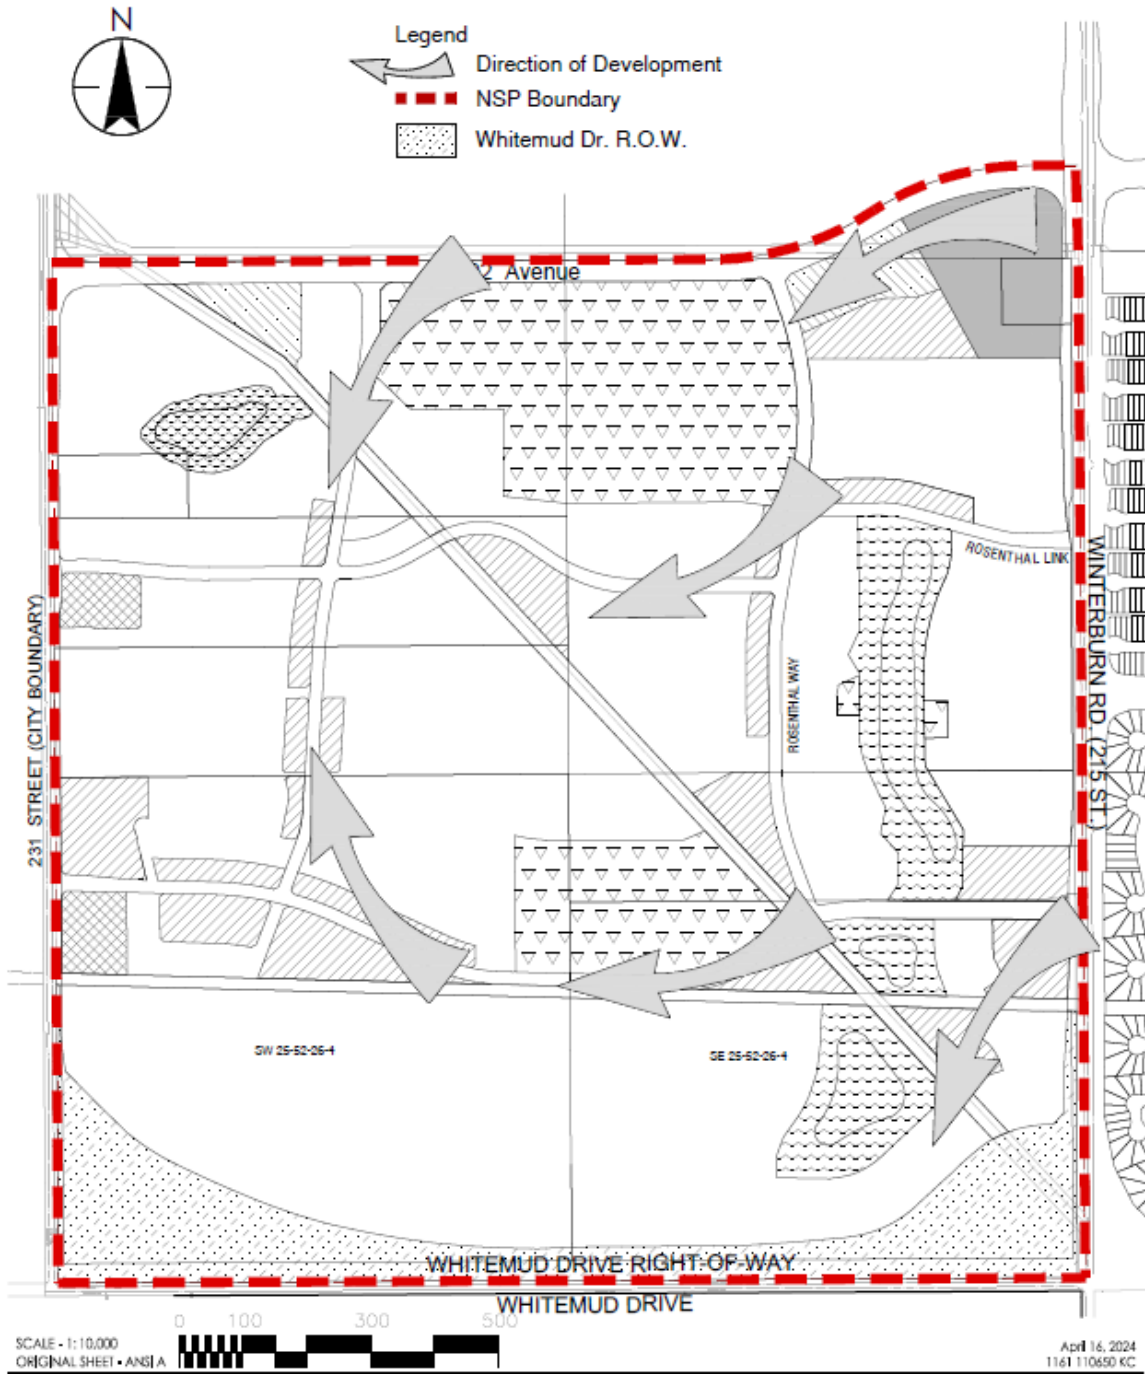 N
Legend
Direction of Development
NSP Boundary
Whitemud Dr. R.O.W.
2 Avenue
ROSENTHAL LINK
WINTERBURN RD. (215 ST.)
231 STREET (CITY BOUNDARY)
ROSENTHAL WAY
SW 25-52-26-4
SE 25-52-26-4
WHITEMUD DRIVE RIGHT-OF-WAY
WHITEMUD DRIVE
0 100 300 500
SCALE - 1:10,000
ORIGINAL SHEET • ANSI A
April 16, 2024
1161 110650 KC